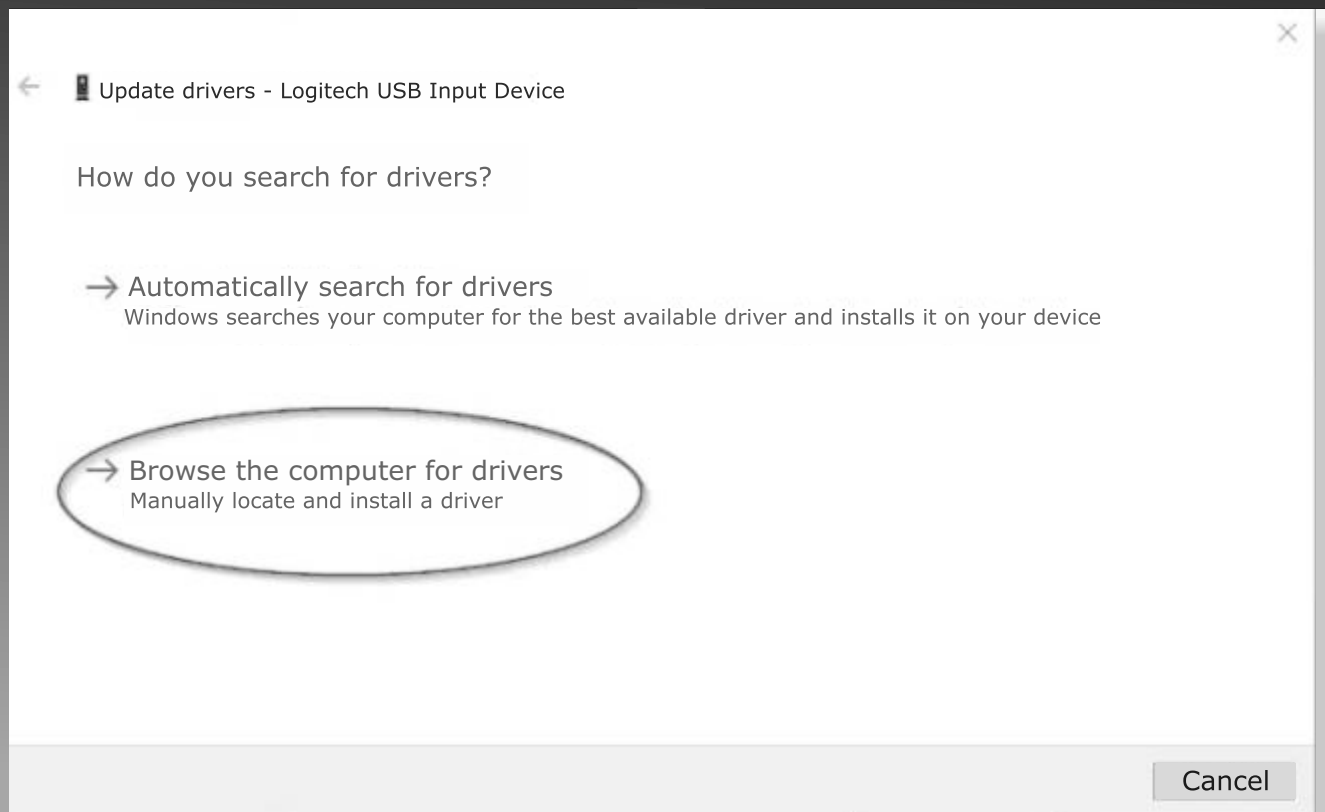 Update drivers - Logitech USB Input Device
How do you search for drivers?
Automatically search for drivers
Windows searches your computer for the best available driver and installs it on your device
Browse the computer for drivers
Manually locate and install a driver
Cancel